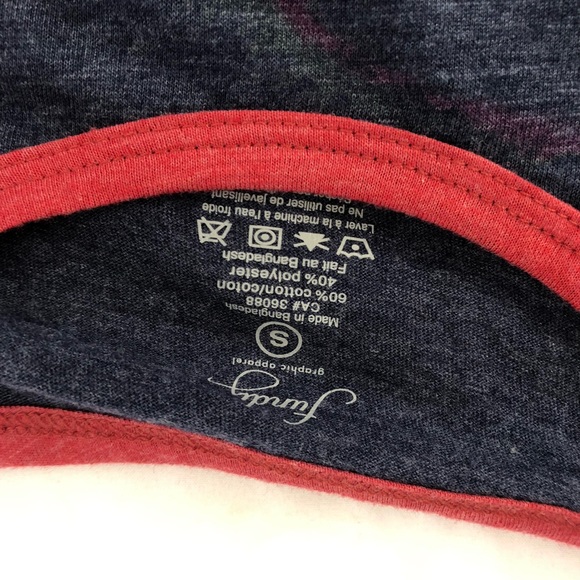 Fundy
graphic apparel
S
Made in Bangladesh
CA# 36088
60% cotton/coton
40% polyester
Fait au Bangladesh
Laver à la machine à l'eau froide
Ne pas utiliser de javellisant